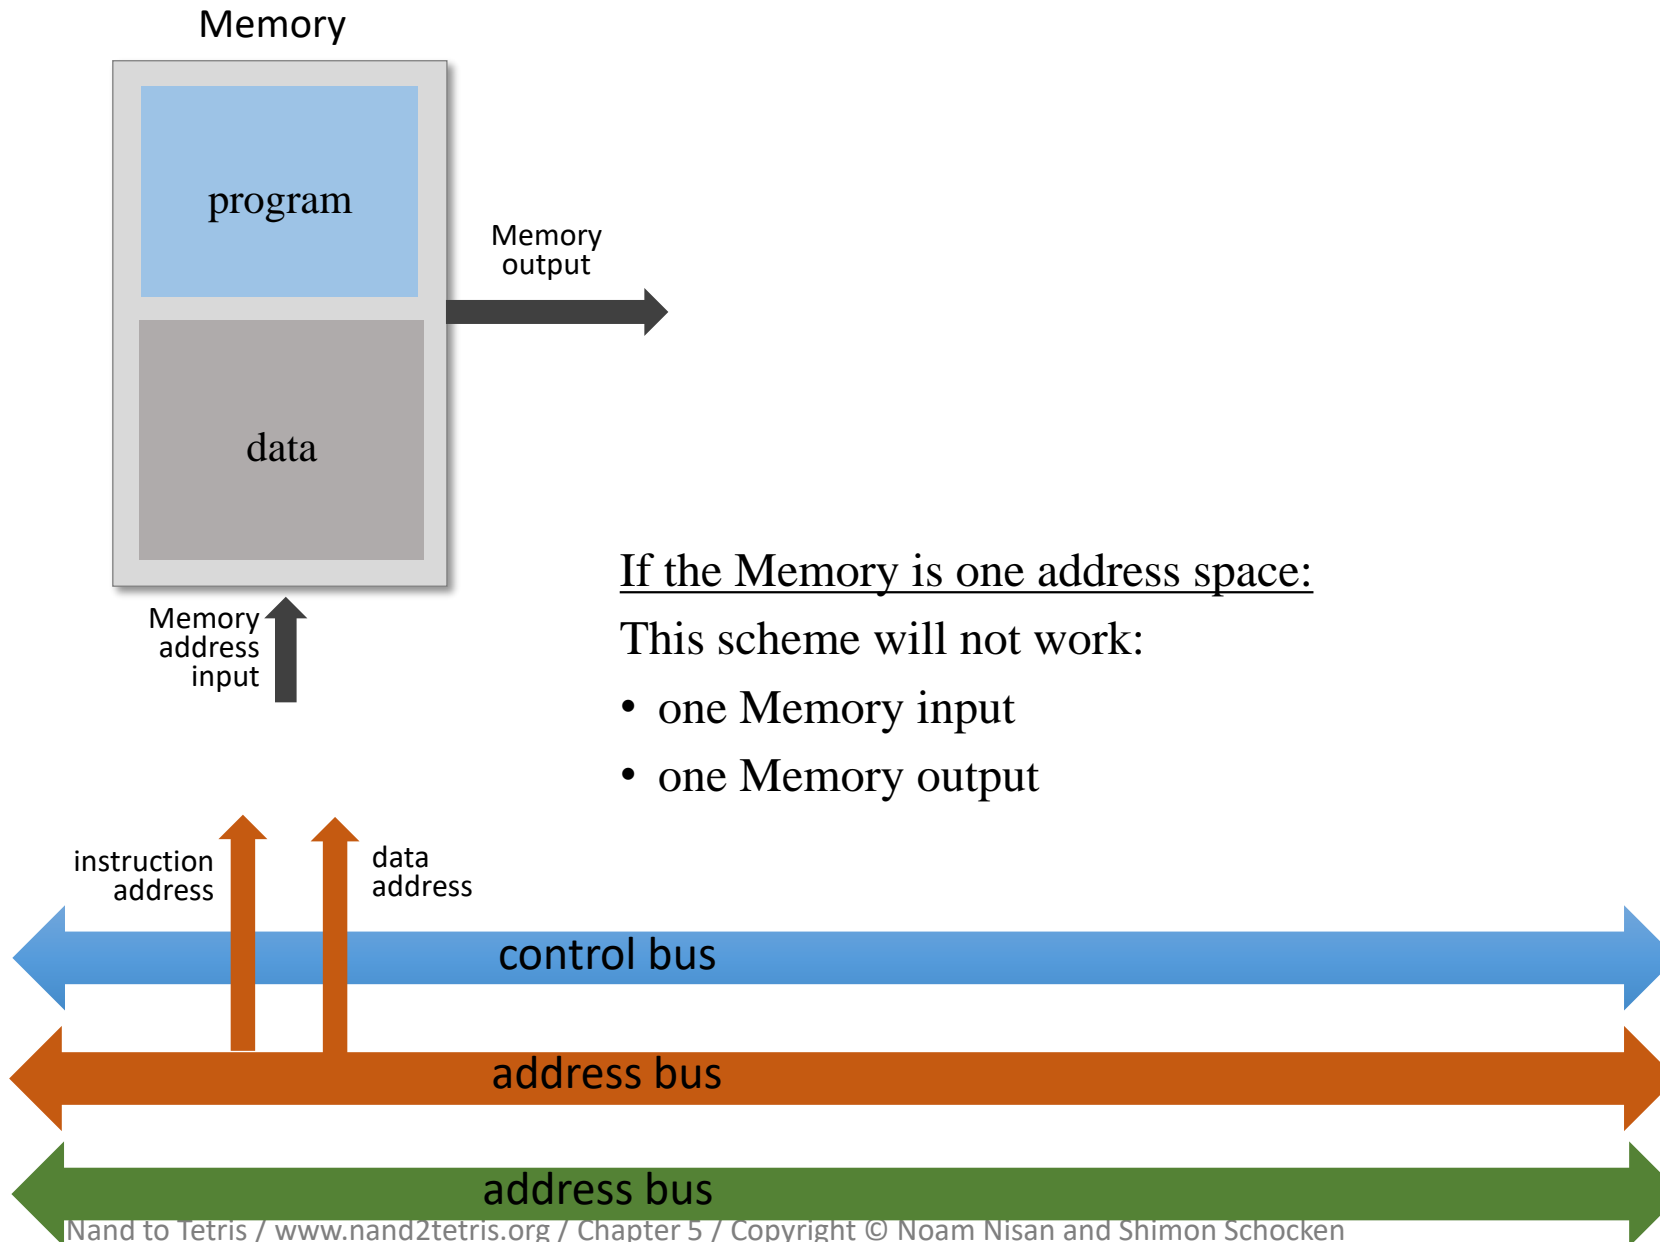 Memory
program
Memory
output
data
If the Memory is one address space:
This scheme will not work:
• one Memory input
• one Memory output
Memory
address
input
instruction
address
data
address
control bus
address bus
address bus
Nand to Tetris / www.nand2tetris.org / Chapter 5 / Copyright © Noam Nisan and Shimon Schocken